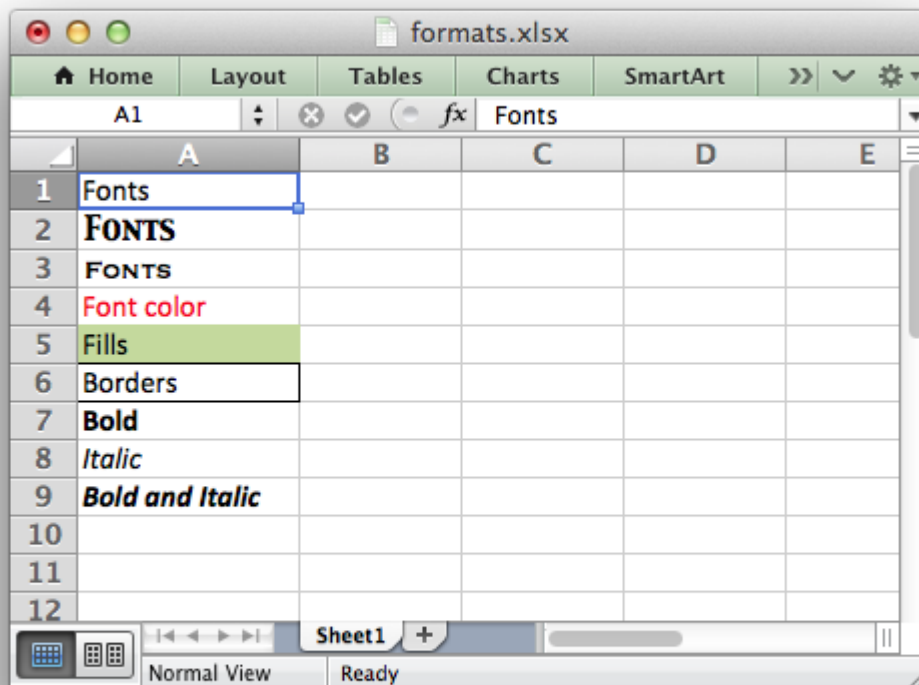 formats.xlsx
Home Layout Tables Charts SmartArt
A1 fx Fonts
A B C D E
1 Fonts
2 FONTS
3 FONTS
4 Font color
5 Fills
6 Borders
7 Bold
8 Italic
9 Bold and Italic
10
11
12
Sheet1 +
Normal View Ready